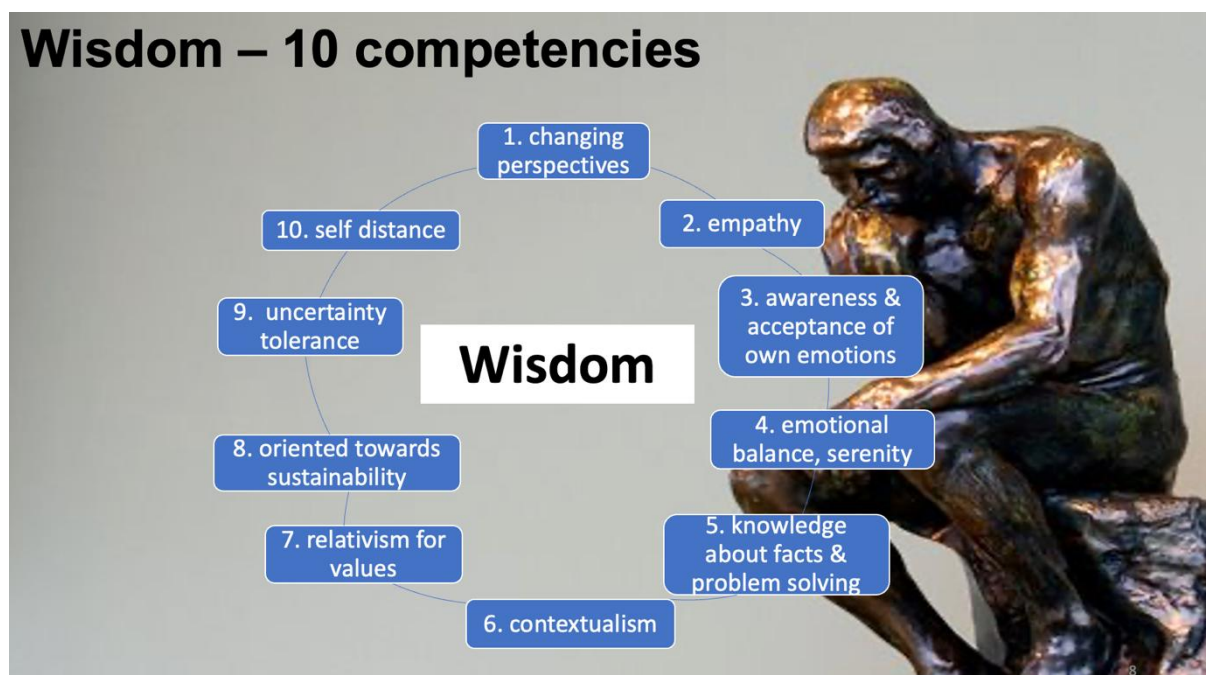 Wisdom – 10 competencies
1. changing
perspectives
2. empathy
3. awareness &
acceptance of
own emotions
4. emotional
balance, serenity
5. knowledge
about facts &
problem solving
6. contextualism
7. relativism for
values
8. oriented towards
sustainability
9. uncertainty
tolerance
10. self distance
Wisdom
8